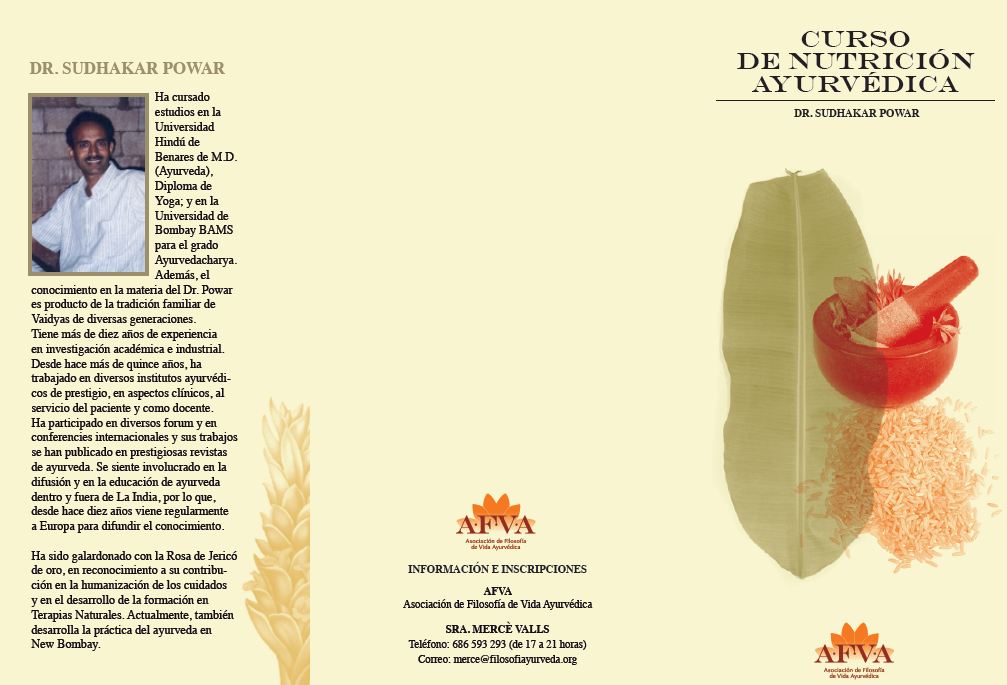 DR. SUDHAKAR POWAR
Ha cursado
estudios en la
Universidad
Hindú de
Benares de M.D.
(Ayurveda),
Diploma de
Yoga; y en la
Universidad de
Bombay BAMS
para el grado
Ayurvedacharya.
Además, el
conocimiento en la materia del Dr. Powar
es producto de la tradición familiar de
Vaidyas de diversas generaciones.
Tiene más de diez años de experiencia
en investigación académica e industrial.
Desde hace más de quince años, ha
trabajado en diversos institutos ayurvédi-
cos de prestigio, en aspectos clínicos, al
servicio del paciente y como docente.
Ha participado en diversos forum y en
conferencies internacionales y sus trabajos
se han publicado en prestigiosas revistas
de ayurveda. Se siente involucrado en la
difusión y en la educación de ayurveda
dentro y fuera de La India, por lo que,
desde hace diez años viene regularmente
a Europa para difundir el conocimiento.
Ha sido galardonado con la Rosa de Jericó
de oro, en reconocimiento a su contribu-
ción en la humanización de los cuidados
y en el desarrollo de la formación en
Terapias Naturales. Actualmente, también
desarrolla la práctica del ayurveda en
New Bombay.
A·F·V·A
Asociación de Filosofía
de Vida Ayurvédica
INFORMACIÓN E INSCRIPCIONES
AFVA
Asociación de Filosofía de Vida Ayurvédica
SRA. MERCÈ VALLS
Teléfono: 686 593 293 (de 17 a 21 horas)
Correo: merce@filosofiayurveda.org
CURSO
DE NUTRICIÓN
AYURVÉDICA
DR. SUDHAKAR POWAR
A·F·V·A
Asociación de Filosofía
de Vida Ayurvédica